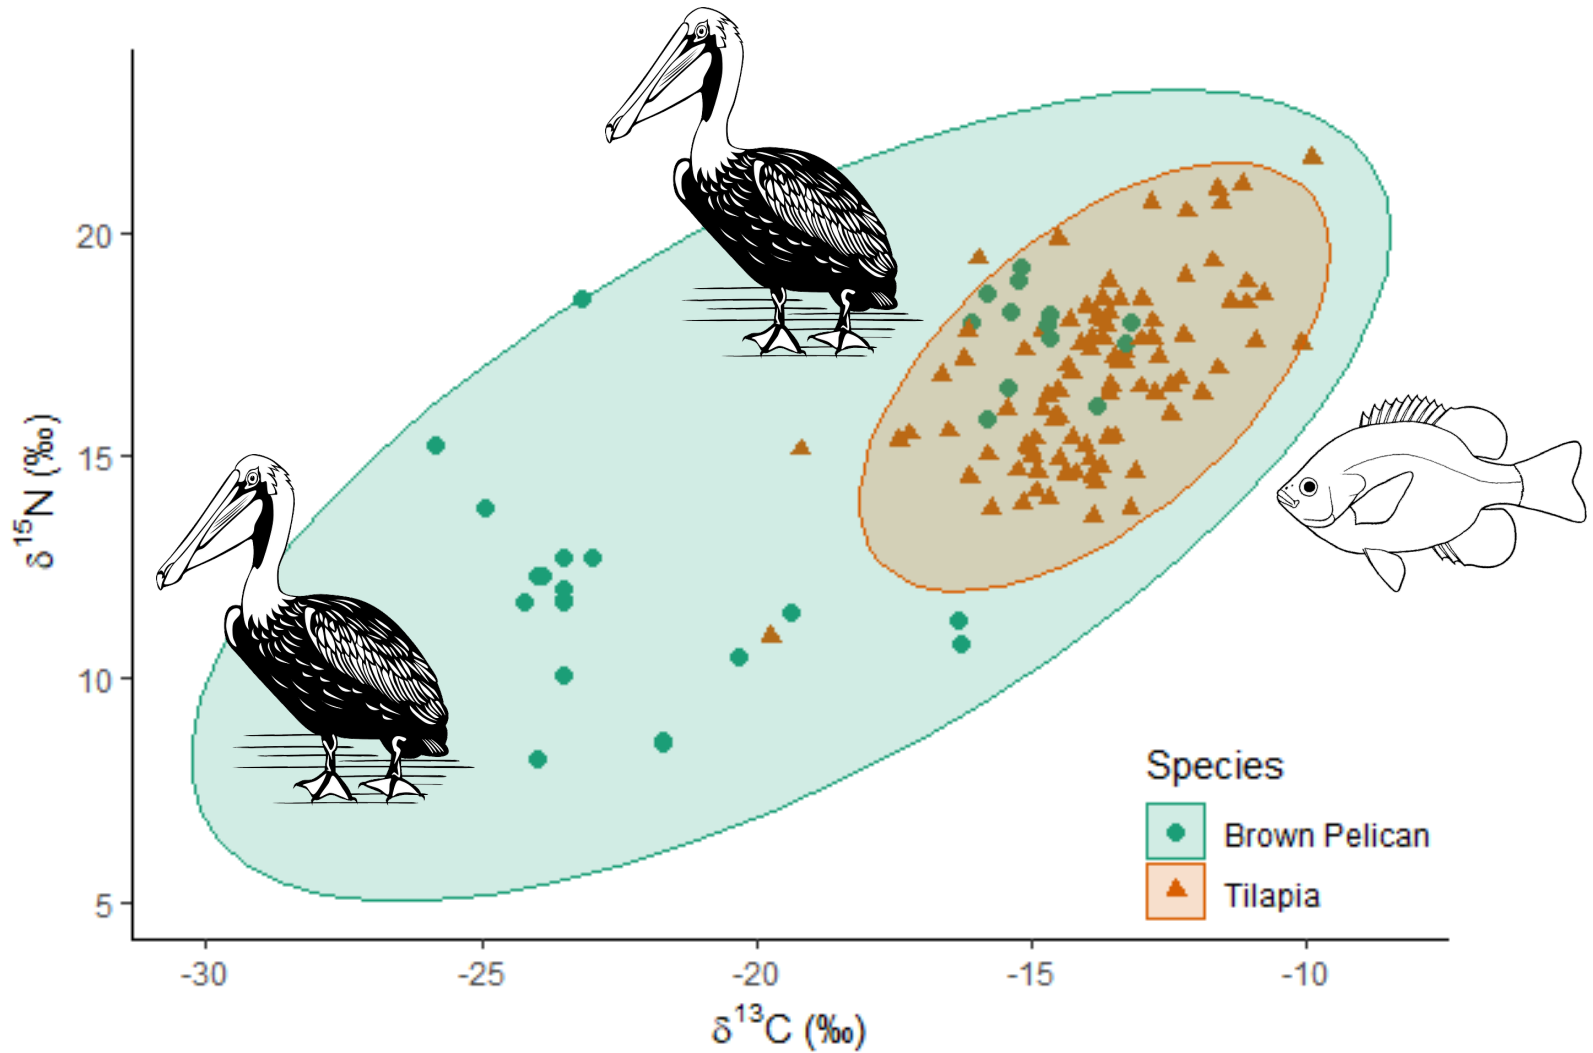 20
15
10
5
δ¹⁵N (‰)
-30 -25 -20 -15 -10
δ¹³C (‰)
Species
Brown Pelican
Tilapia